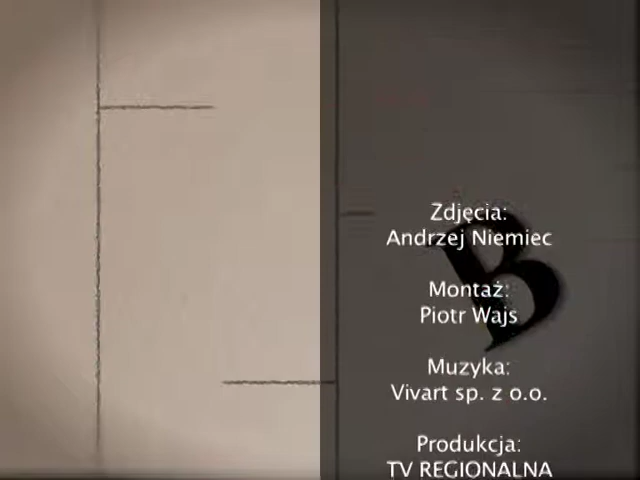 Zdjęcia:
Andrzej Niemiec
B
Montaż:
Piotr Wajs
Muzyka:
Vivart sp. z o.o.
Produkcja:
TV REGIONALNA